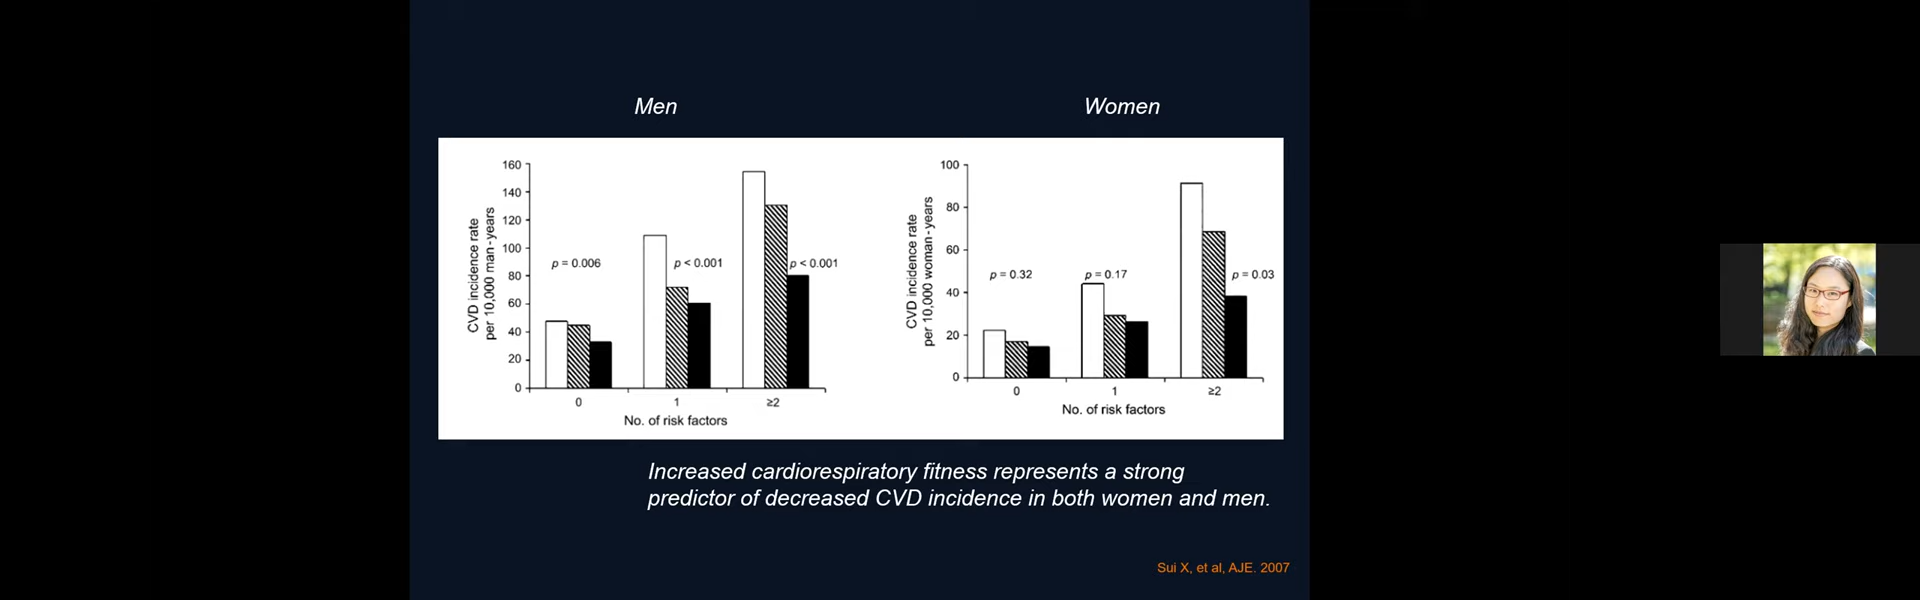 Men
Women
160
140
120
100
80
60
40
20
0
CVD incidence rate
per 10,000 man-years
p = 0.006
p < 0.001
p < 0.001
0
1
≥2
No. of risk factors
100
80
60
40
20
0
CVD incidence rate
per 10,000 woman-years
p = 0.32
p = 0.17
p = 0.03
0
1
≥2
No. of risk factors
Increased cardiorespiratory fitness represents a strong
predictor of decreased CVD incidence in both women and men.
Sui X, et al, AJE. 2007